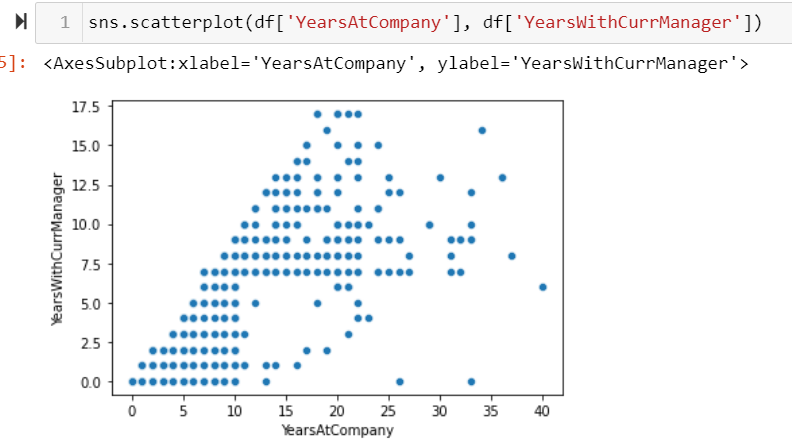 1 sns.scatterplot(df['YearsAtCompany'], df['YearsWithCurrManager'])
5]: <AxesSubplot:xlabel='YearsAtCompany', ylabel='YearsWithCurrManager'>
17.5
15.0
12.5
10.0
7.5
5.0
2.5
0.0
YearsWithCurrManager
0 5 10 15 20 25 30 35 40
YearsAtCompany